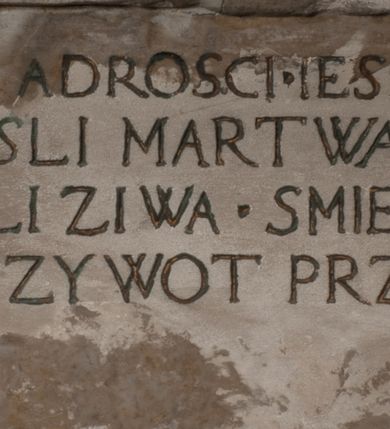 ADROSCI·IES
SLI MARTWA
LI ZIWA·SMIE
ZYWOT PRZ